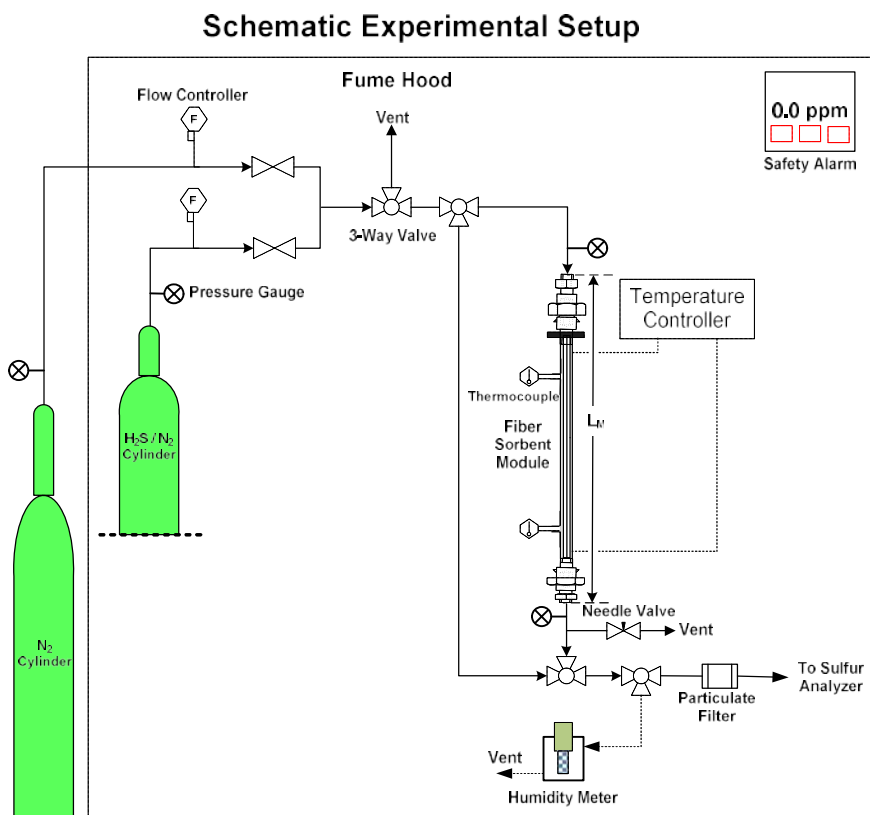 Schematic Experimental Setup
Flow Controller
Fume Hood
Vent
0.0 ppm
Safety Alarm
F
F
3-Way Valve
Pressure Gauge
Temperature
Controller
Thermocouple
L_M
Fiber
Sorbent
Module
H₂S / N₂
Cylinder
Needle Valve
Vent
N₂
Cylinder
To Sulfur
Analyzer
Particulate
Filter
Vent
Humidity Meter